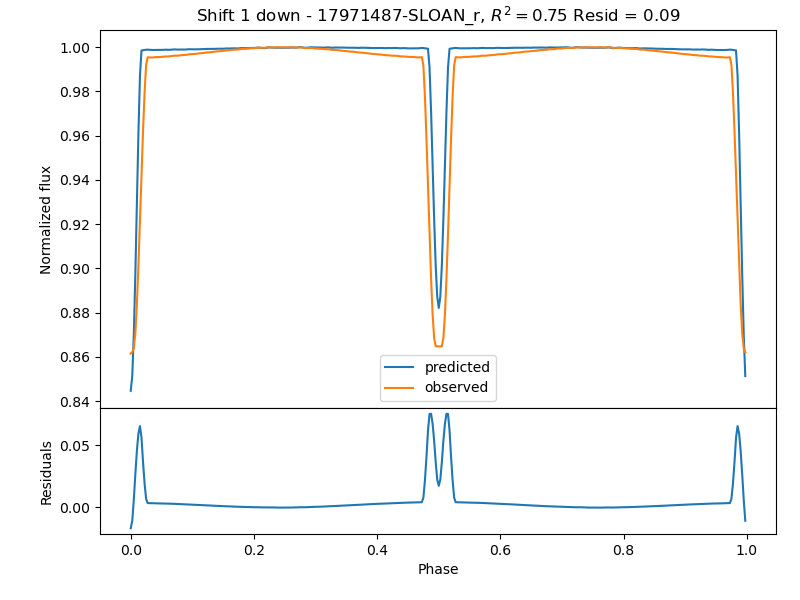 Shift 1 down - 17971487-SLOAN_r, R² = 0.75 Resid = 0.09
1.00
0.98
0.96
0.94
0.92
0.90
0.88
0.86
0.84
Normalized flux
predicted
observed
0.05
0.00
Residuals
0.0 0.2 0.4 0.6 0.8 1.0
Phase